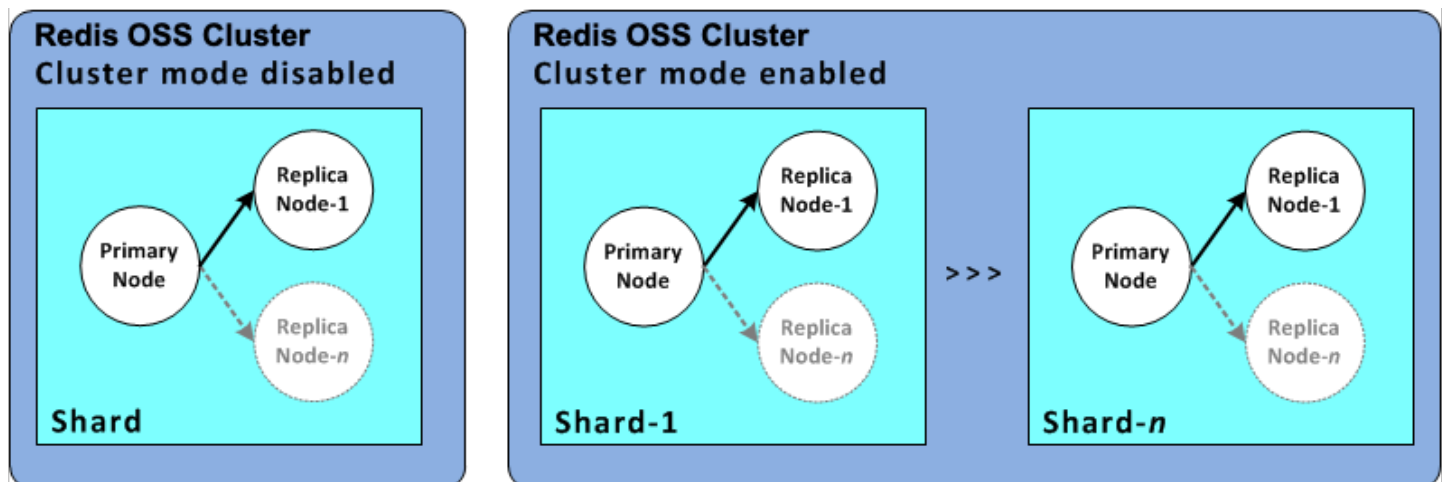 Redis OSS Cluster
Cluster mode disabled
Replica
Node-1
Primary
Node
Replica
Node-n
Shard
Redis OSS Cluster
Cluster mode enabled
Replica
Node-1
Primary
Node
Replica
Node-n
Shard-1
>>>
Replica
Node-1
Primary
Node
Replica
Node-n
Shard-n